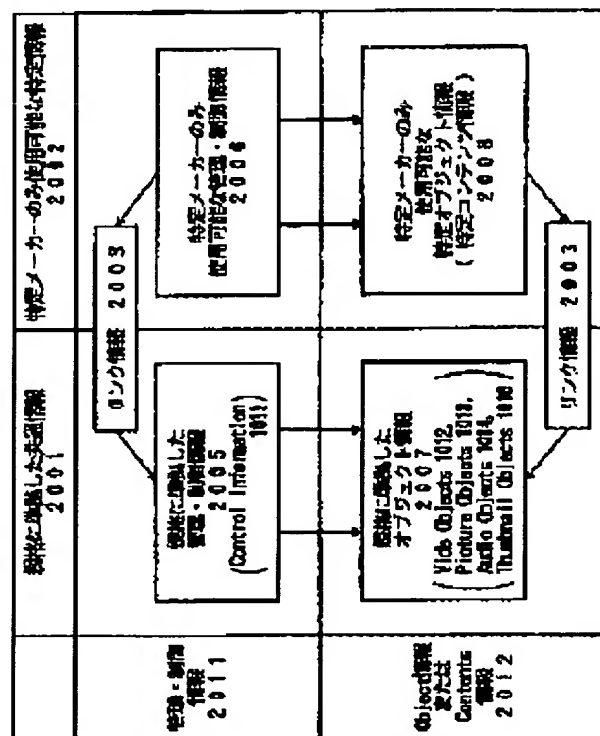 規格に準拠した共通情報
2001
特定メーカーのみ使用可能な特定情報
2002
管理・制御
情報
2011
規格に準拠した
管理・制御情報
2005
(Control Information
1011)
リンク情報 2003
特定メーカーのみ
使用可能な管理・制御情報
2006
Object情報
または
Contents
情報
2012
規格に準拠した
オブジェクト情報
2007
(Vide Objects 1012,
Picture Objects 1013,
Audio Objects 1014,
Thumbnail Objects 1016)
リンク情報 2003
特定メーカーのみ
使用可能な
特定オブジェクト情報
(特定コンテンツ情報)
2008